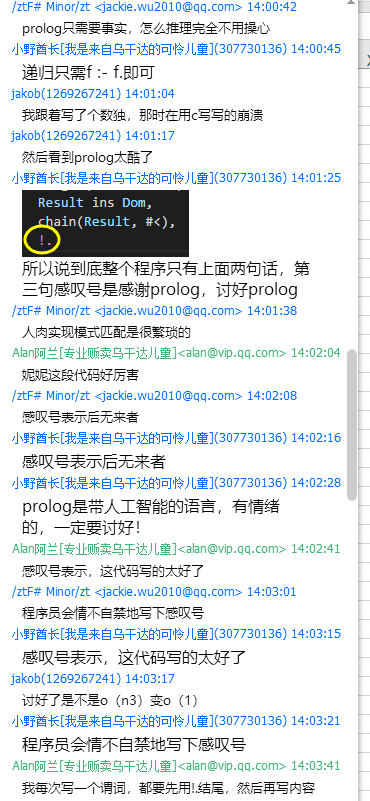 /ztF# Minor/zt <jackie.wu2010@qq.com> 14:00:42
prolog只需要事实，怎么推理完全不用操心
小野酋长[我是来自乌干达的可怜儿童](307730136) 14:00:45
递归只需f :- f.即可
jakob(1269267241) 14:01:04
我跟着写了个数独，那时在用c写写的崩溃
jakob(1269267241) 14:01:17
然后看到prolog太酷了
小野酋长[我是来自乌干达的可怜儿童](307730136) 14:01:25
Result ins Dom,
chain(Result, #<),
!.
所以说到底整个程序只有上面两句话，第
三句感叹号是感谢prolog，讨好prolog
/ztF# Minor/zt <jackie.wu2010@qq.com> 14:01:38
人肉实现模式匹配是很繁琐的
Alan阿兰[专业贩卖乌干达儿童]<alan@vip.qq.com> 14:02:04
妮妮这段代码好厉害
/ztF# Minor/zt <jackie.wu2010@qq.com> 14:02:08
感叹号表示后无来者
小野酋长[我是来自乌干达的可怜儿童](307730136) 14:02:16
感叹号表示后无来者
小野酋长[我是来自乌干达的可怜儿童](307730136) 14:02:28
prolog是带人工智能的语言，有情绪
的，一定要讨好！
Alan阿兰[专业贩卖乌干达儿童]<alan@vip.qq.com> 14:02:41
感叹号表示，这代码写的太好了
/ztF# Minor/zt <jackie.wu2010@qq.com> 14:03:01
程序员会情不自禁地写下感叹号
小野酋长[我是来自乌干达的可怜儿童](307730136) 14:03:15
感叹号表示，这代码写的太好了
jakob(1269267241) 14:03:17
讨好了是不是o（n3）变o（1）
小野酋长[我是来自乌干达的可怜儿童](307730136) 14:03:21
程序员会情不自禁地写下感叹号
Alan阿兰[专业贩卖乌干达儿童]<alan@vip.qq.com> 14:03:41
我每次写一个谓词，都要先用!.结尾，然后再写内容